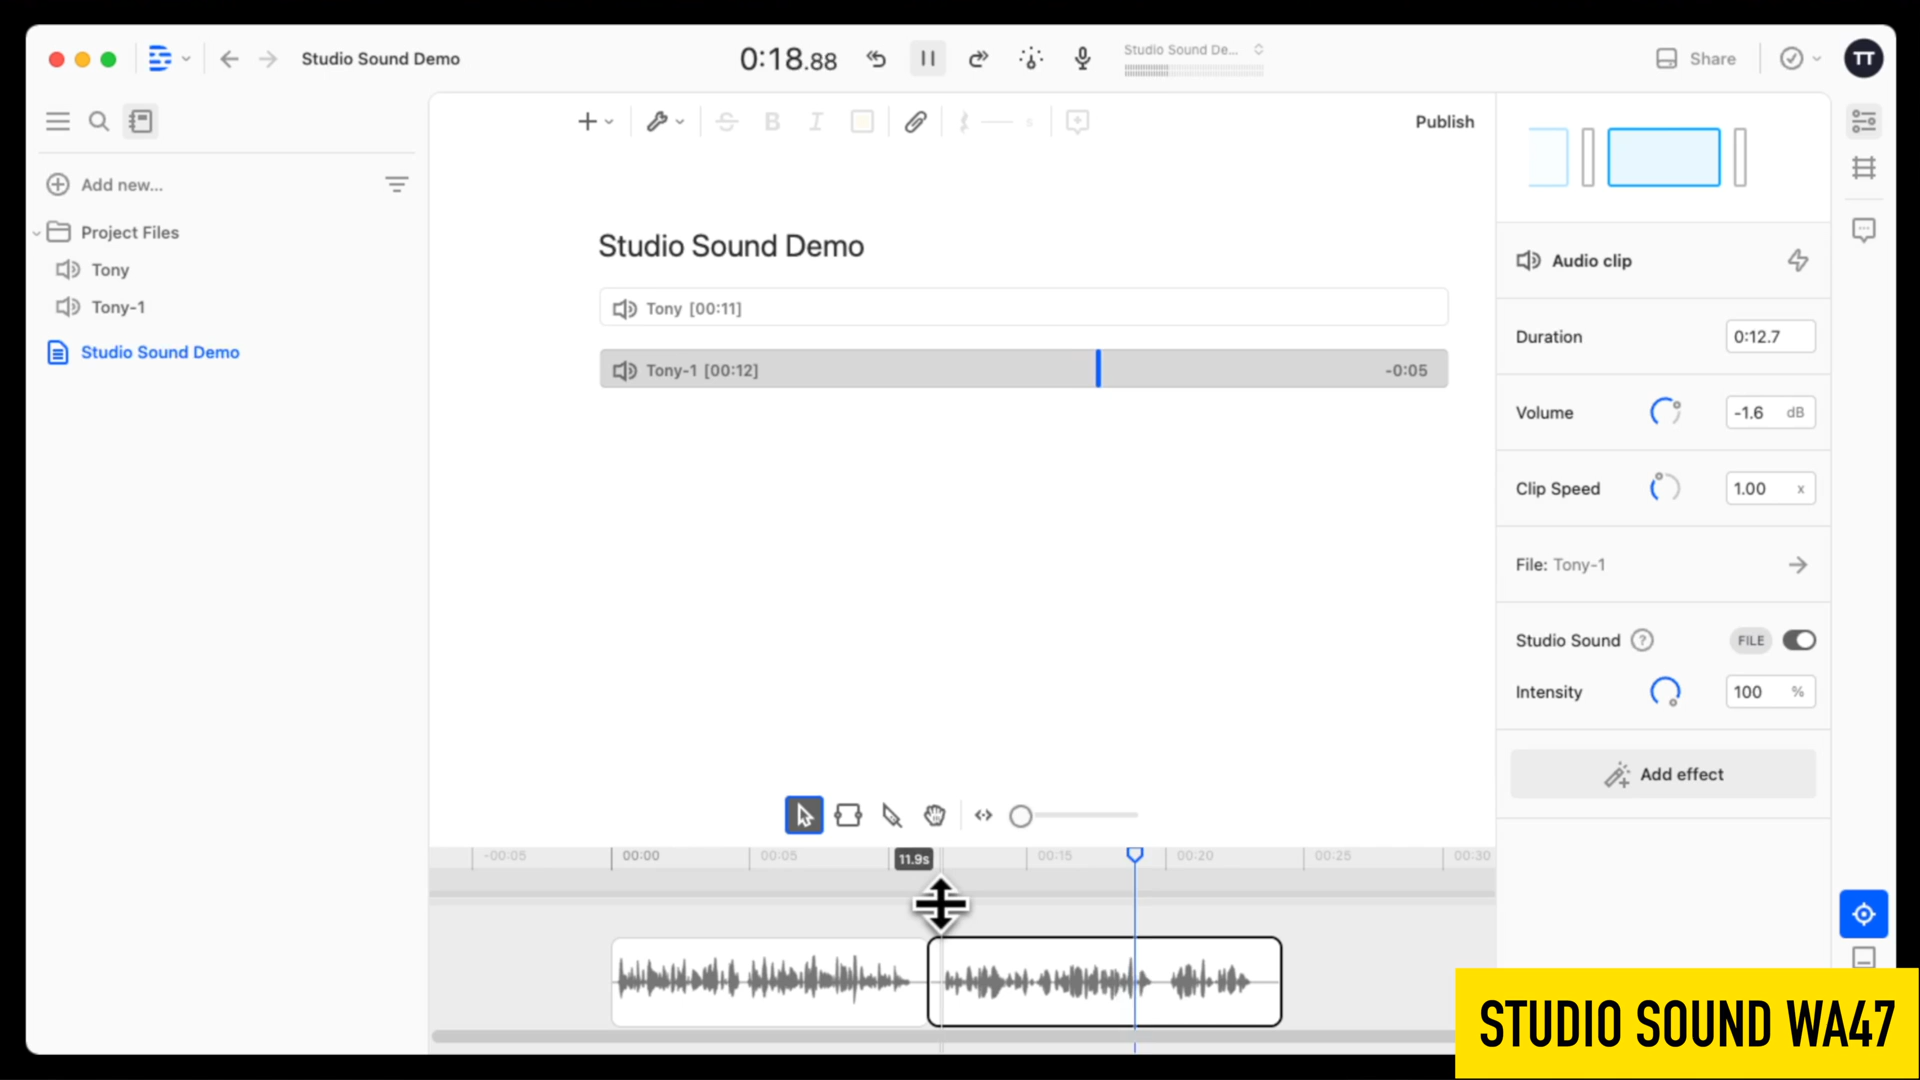 Studio Sound Demo
0:18.88
Studio Sound De...
Share
TT
B
I
s
Publish
Add new...
Project Files
Tony
Tony-1
Studio Sound Demo
Studio Sound Demo
Tony [00:11]
Tony-1 [00:12]
-0:05
Audio clip
Duration
0:12.7
Volume
-1.6 dB
Clip Speed
1.00 x
File: Tony-1
Studio Sound ?
FILE
Intensity
100 %
Add effect
-00:05
00:00
00:05
11.9s
00:15
00:20
00:25
00:30
STUDIO SOUND WA47